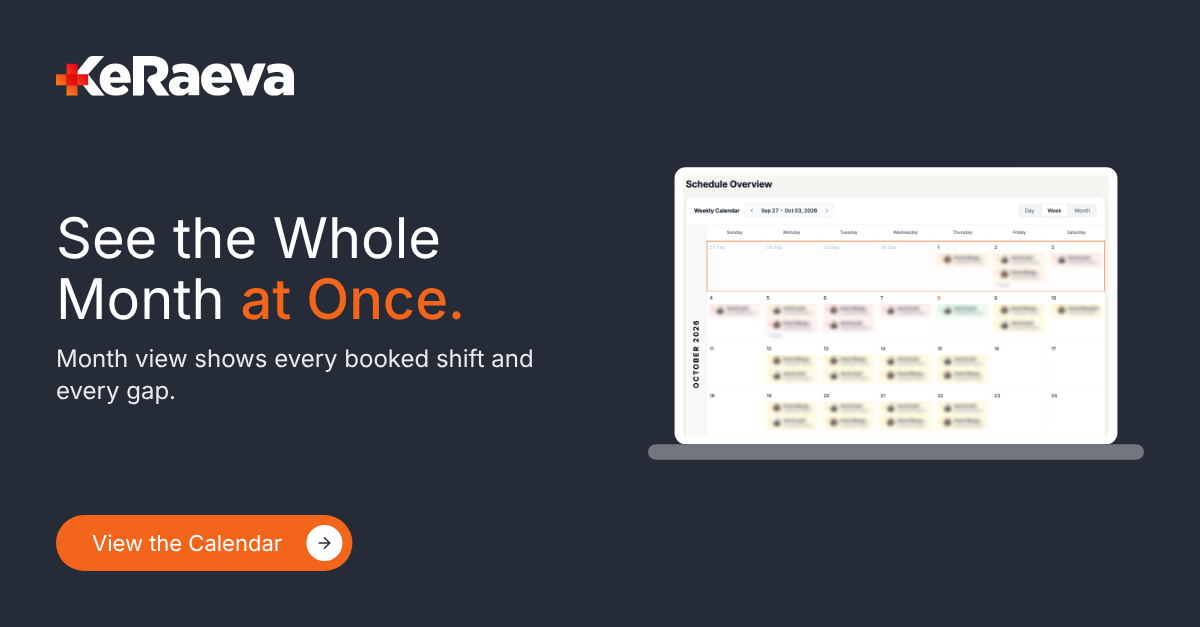 KeRaeva
See the Whole
Month at Once.
Month view shows every booked shift and
every gap.
View the Calendar
Schedule Overview
Weekly Calendar
Sep 27 – Oct 03, 2026
Day Week Month
Sunday Monday Tuesday Wednesday Thursday Friday Saturday
27 Sep 28 Sep 29 Sep 30 Sep 1 2 3
4 5 6 7 8 9 10
OCTOBER 2026
11 12 13 14 15 16 17
18 19 20 21 22 23 24